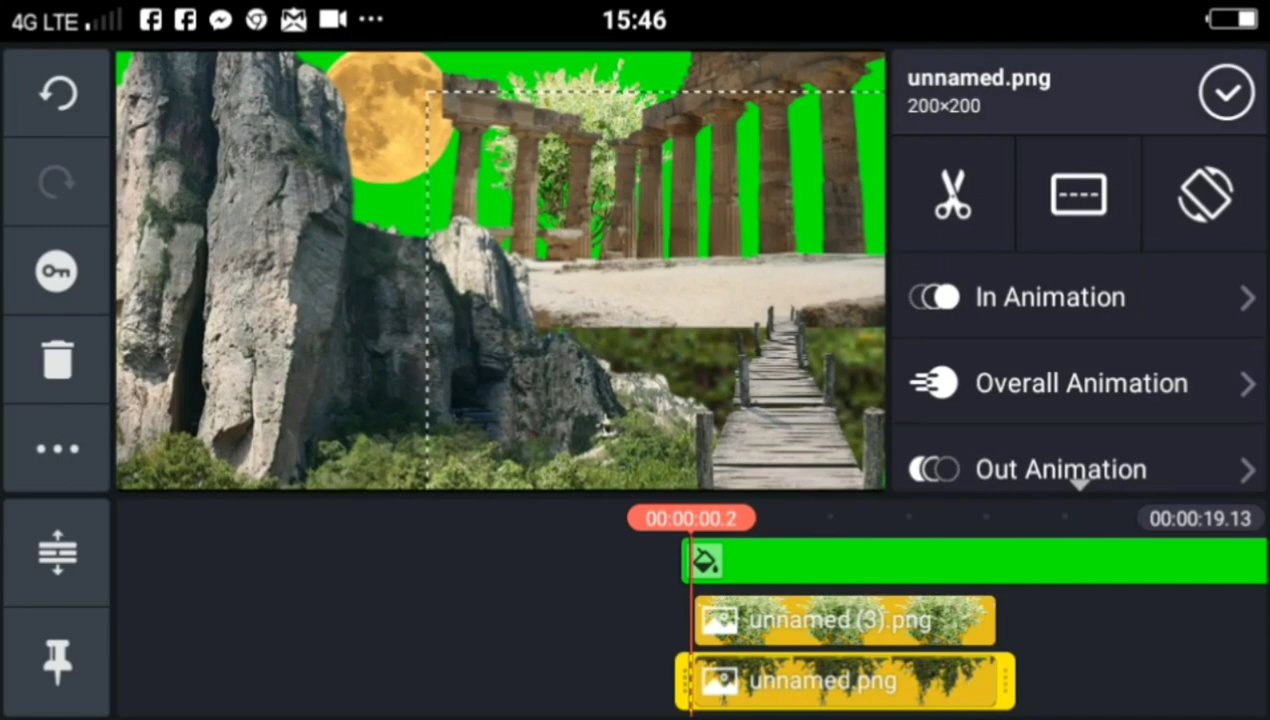 4G LTE 15:46
unnamed.png
200×200
In Animation
Overall Animation
Out Animation
00:00:00.2 00:00:19.13
unnamed (3).png
unnamed.png